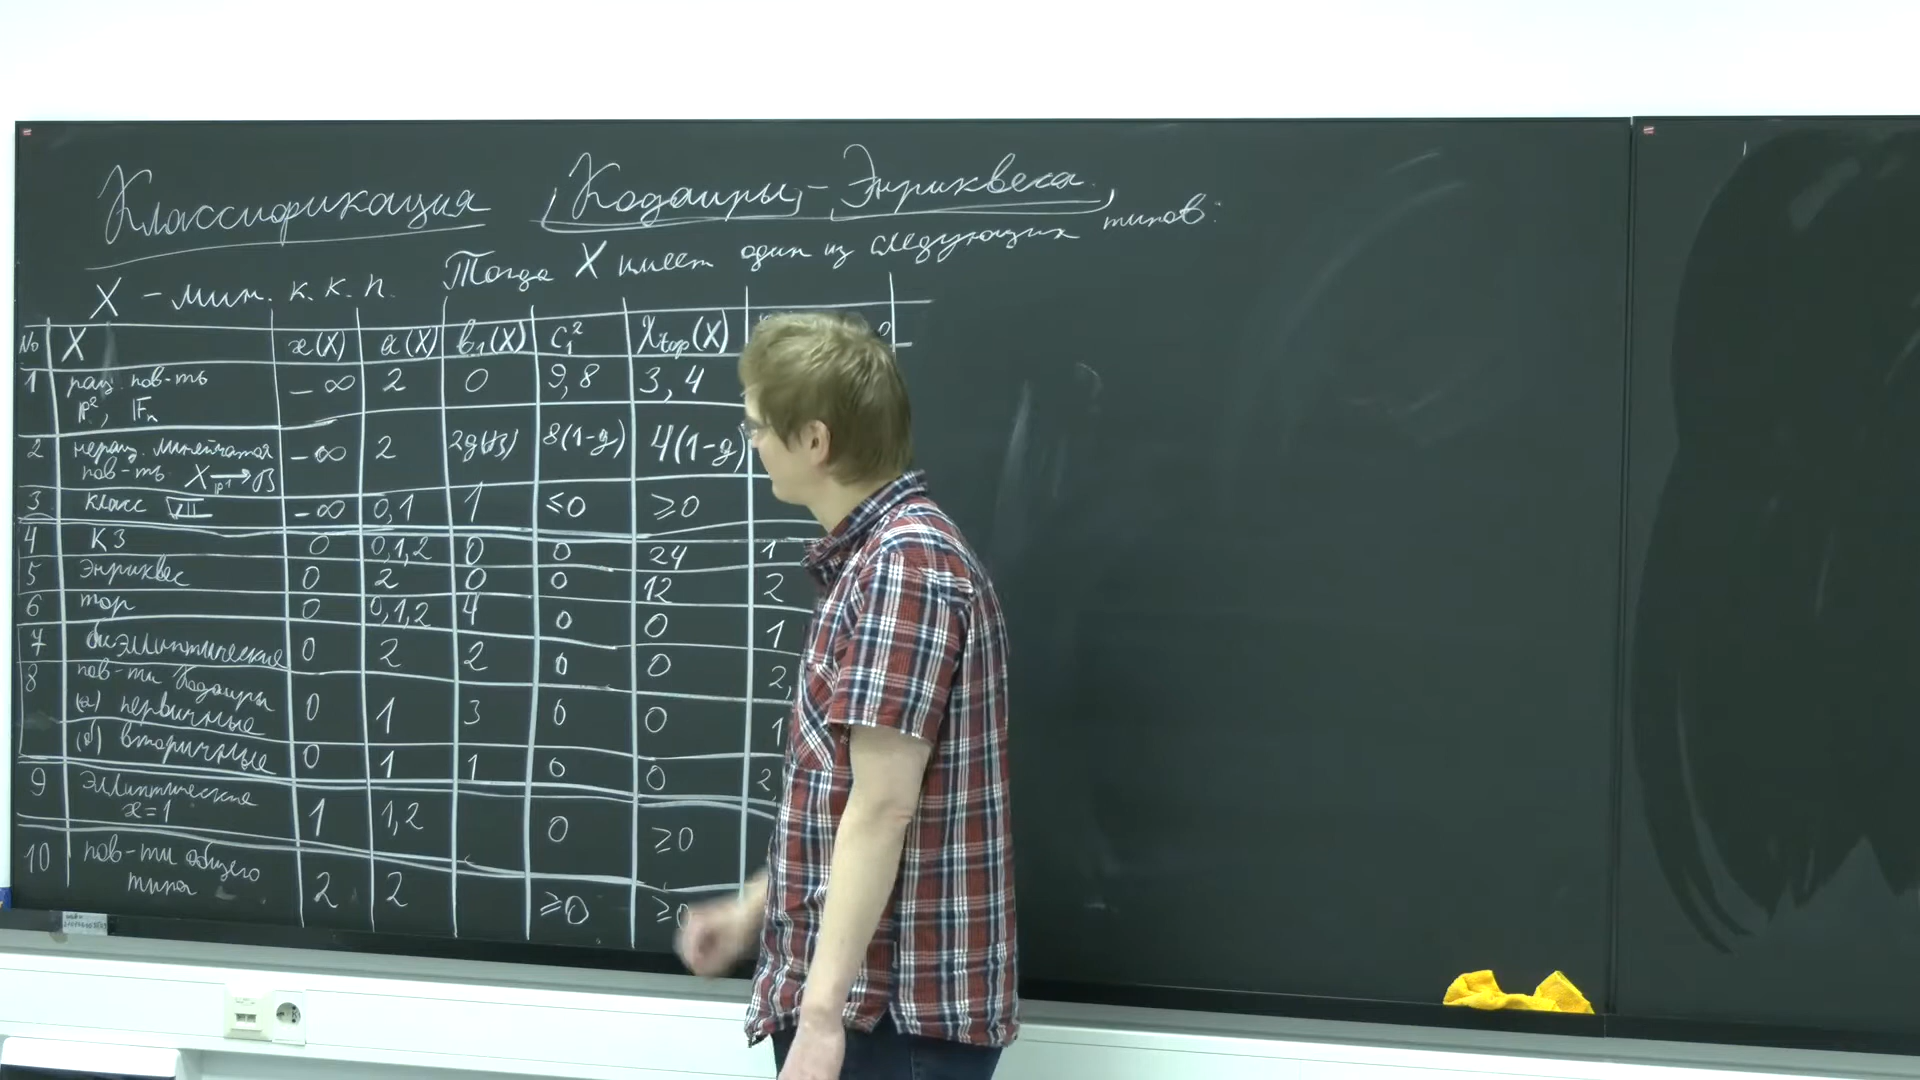 Классификация (Кодаиры)-Энриквеса)
X - мин. к. к. п. Тогда X имеет один из следующих типов:
№ X æ(X) a(X) b₁(X) c₁² χtop(X)
1 рац. пов-ть -∞ 2 0 9, 8 3, 4
P², Fₙ
2 нерац. линейчатая -∞ 2 2g(B) 8(1-g) 4(1-g)
пов-ть X →P¹ B
3 класс VII -∞ 0,1 1 ≤0 ≥0
4 K3 0 0,1,2 0 0 24 1
5 Энриквес 0 2 0 0 12 2
6 тор 0 0,1,2 4 0 0 1
7 биэллиптические 0 2 2 0 0 2,
8 пов-ти Кодаиры
(а) первичные 0 1 3 0 0 1
(б) вторичные 0 1 1 0 0 2,
9 эллиптические 1 1,2 0 ≥0
æ=1
10 пов-ти общего 2 2 ≥0 ≥0
типа